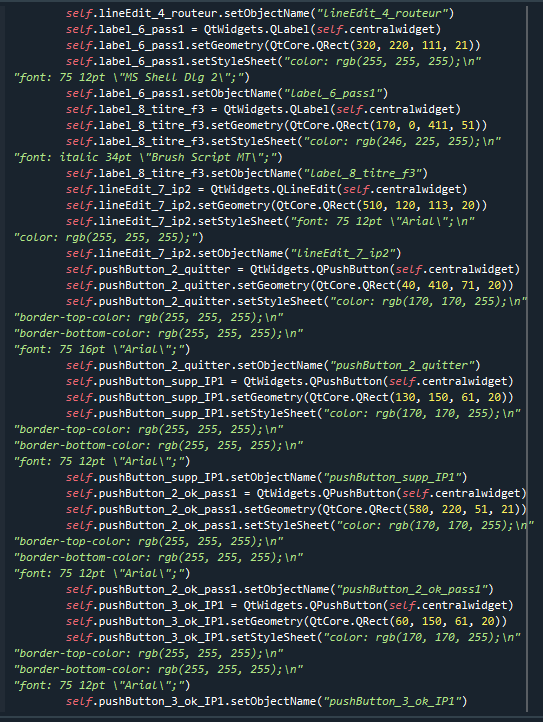 self.lineEdit_4_routeur.setObjectName("lineEdit_4_routeur")
self.label_6_pass1 = QtWidgets.QLabel(self.centralwidget)
self.label_6_pass1.setGeometry(QtCore.QRect(320, 220, 111, 21))
self.label_6_pass1.setStyleSheet("color: rgb(255, 255, 255);\n"
"font: 75 12pt \"MS Shell Dlg 2\";")
self.label_6_pass1.setObjectName("label_6_pass1")
self.label_8_titre_f3 = QtWidgets.QLabel(self.centralwidget)
self.label_8_titre_f3.setGeometry(QtCore.QRect(170, 0, 411, 51))
self.label_8_titre_f3.setStyleSheet("color: rgb(246, 225, 255);\n"
"font: italic 34pt \"Brush Script MT\";")
self.label_8_titre_f3.setObjectName("label_8_titre_f3")
self.lineEdit_7_ip2 = QtWidgets.QLineEdit(self.centralwidget)
self.lineEdit_7_ip2.setGeometry(QtCore.QRect(510, 120, 113, 20))
self.lineEdit_7_ip2.setStyleSheet("font: 75 12pt \"Arial\";\n"
"color: rgb(255, 255, 255);")
self.lineEdit_7_ip2.setObjectName("lineEdit_7_ip2")
self.pushButton_2_quitter = QtWidgets.QPushButton(self.centralwidget)
self.pushButton_2_quitter.setGeometry(QtCore.QRect(40, 410, 71, 20))
self.pushButton_2_quitter.setStyleSheet("color: rgb(170, 170, 255);\n"
"border-top-color: rgb(255, 255, 255);\n"
"border-bottom-color: rgb(255, 255, 255);\n"
"font: 75 16pt \"Arial\";")
self.pushButton_2_quitter.setObjectName("pushButton_2_quitter")
self.pushButton_supp_IP1 = QtWidgets.QPushButton(self.centralwidget)
self.pushButton_supp_IP1.setGeometry(QtCore.QRect(130, 150, 61, 20))
self.pushButton_supp_IP1.setStyleSheet("color: rgb(170, 170, 255);\n"
"border-top-color: rgb(255, 255, 255);\n"
"border-bottom-color: rgb(255, 255, 255);\n"
"font: 75 12pt \"Arial\";")
self.pushButton_supp_IP1.setObjectName("pushButton_supp_IP1")
self.pushButton_2_ok_pass1 = QtWidgets.QPushButton(self.centralwidget)
self.pushButton_2_ok_pass1.setGeometry(QtCore.QRect(580, 220, 51, 21))
self.pushButton_2_ok_pass1.setStyleSheet("color: rgb(170, 170, 255);\n"
"border-top-color: rgb(255, 255, 255);\n"
"border-bottom-color: rgb(255, 255, 255);\n"
"font: 75 12pt \"Arial\";")
self.pushButton_2_ok_pass1.setObjectName("pushButton_2_ok_pass1")
self.pushButton_3_ok_IP1 = QtWidgets.QPushButton(self.centralwidget)
self.pushButton_3_ok_IP1.setGeometry(QtCore.QRect(60, 150, 61, 20))
self.pushButton_3_ok_IP1.setStyleSheet("color: rgb(170, 170, 255);\n"
"border-top-color: rgb(255, 255, 255);\n"
"border-bottom-color: rgb(255, 255, 255);\n"
"font: 75 12pt \"Arial\";")
self.pushButton_3_ok_IP1.setObjectName("pushButton_3_ok_IP1")